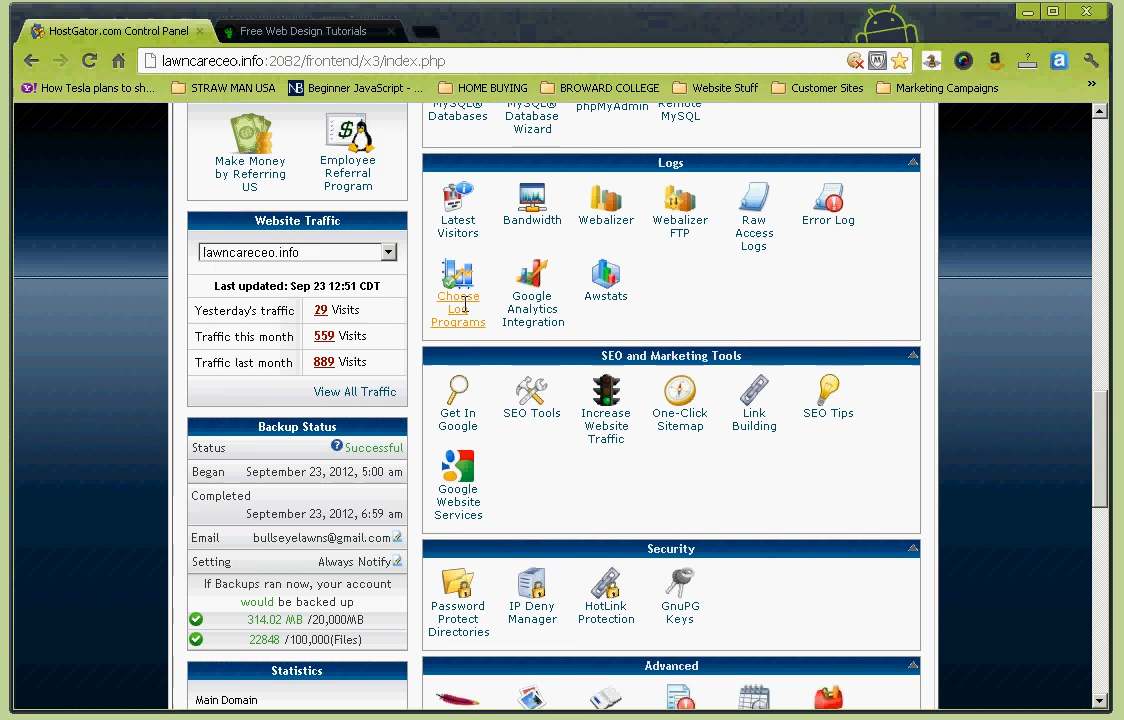 HostGator.com Control Panel
Free Web Design Tutorials
lawncareceo.info:2082/frontend/x3/index.php
How Tesla plans to sh...
STRAW MAN USA
NB Beginner JavaScript - ...
HOME BUYING
BROWARD COLLEGE
Website Stuff
Customer Sites
Marketing Campaigns
»
Make Money
by Referring
US
Employee
Referral
Program
Website Traffic
lawncareceo.info
Last updated: Sep 23 12:51 CDT
Yesterday's traffic 29 Visits
Traffic this month 559 Visits
Traffic last month 889 Visits
View All Traffic
Backup Status
Status Successful
Began September 23, 2012, 5:00 am
Completed
September 23, 2012, 6:59 am
Email bullseyelawns@gmail.com
Setting Always Notify
If Backups ran now, your account
would be backed up
314.02 MB /20,000MB
22848 /100,000(Files)
Statistics
Main Domain
MySQL®
Databases
MySQL®
Database
Wizard
phpMyAdmin
Remote
MySQL
Logs
Latest
Visitors
Bandwidth
Webalizer
Webalizer
FTP
Raw
Access
Logs
Error Log
Choose
Log
Programs
Google
Analytics
Integration
Awstats
SEO and Marketing Tools
Get In
Google
SEO Tools
Increase
Website
Traffic
One-Click
Sitemap
Link
Building
SEO Tips
Google
Website
Services
Security
Password
Protect
Directories
IP Deny
Manager
HotLink
Protection
GnuPG
Keys
Advanced